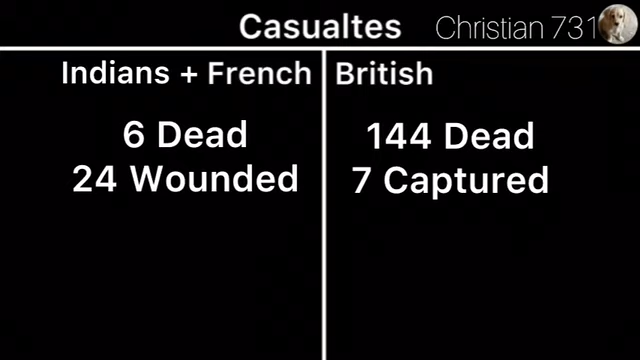 Casualtes
Christian 731
Indians + French
British
6 Dead
24 Wounded
144 Dead
7 Captured